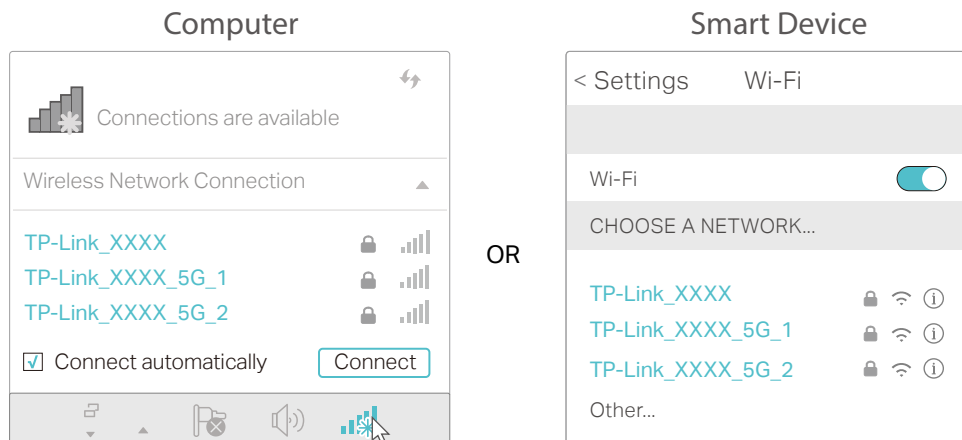 Computer
Connections are available
Wireless Network Connection
TP-Link_XXXX
TP-Link_XXXX_5G_1
TP-Link_XXXX_5G_2
Connect automatically
Connect
OR
Smart Device
< Settings Wi-Fi
Wi-Fi
CHOOSE A NETWORK...
TP-Link_XXXX
TP-Link_XXXX_5G_1
TP-Link_XXXX_5G_2
Other...